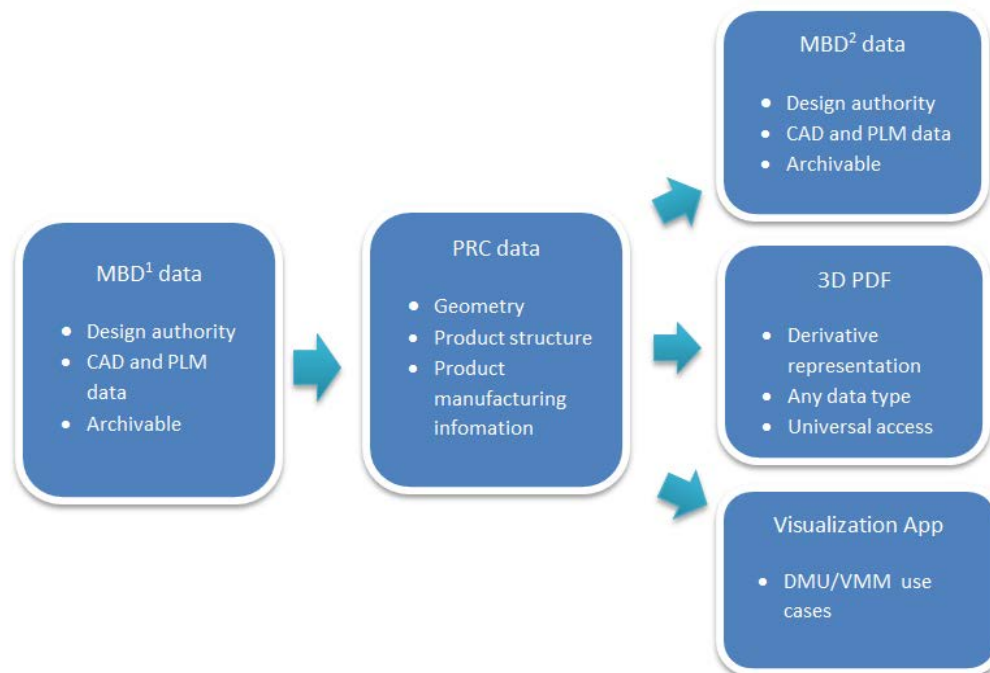 MBD¹ data
• Design authority
• CAD and PLM
data
• Archivable
PRC data
• Geometry
• Product structure
• Product
manufacturing
infomation
MBD² data
• Design authority
• CAD and PLM data
• Archivable
3D PDF
• Derivative
representation
• Any data type
• Universal access
Visualization App
• DMU/VMM use
cases